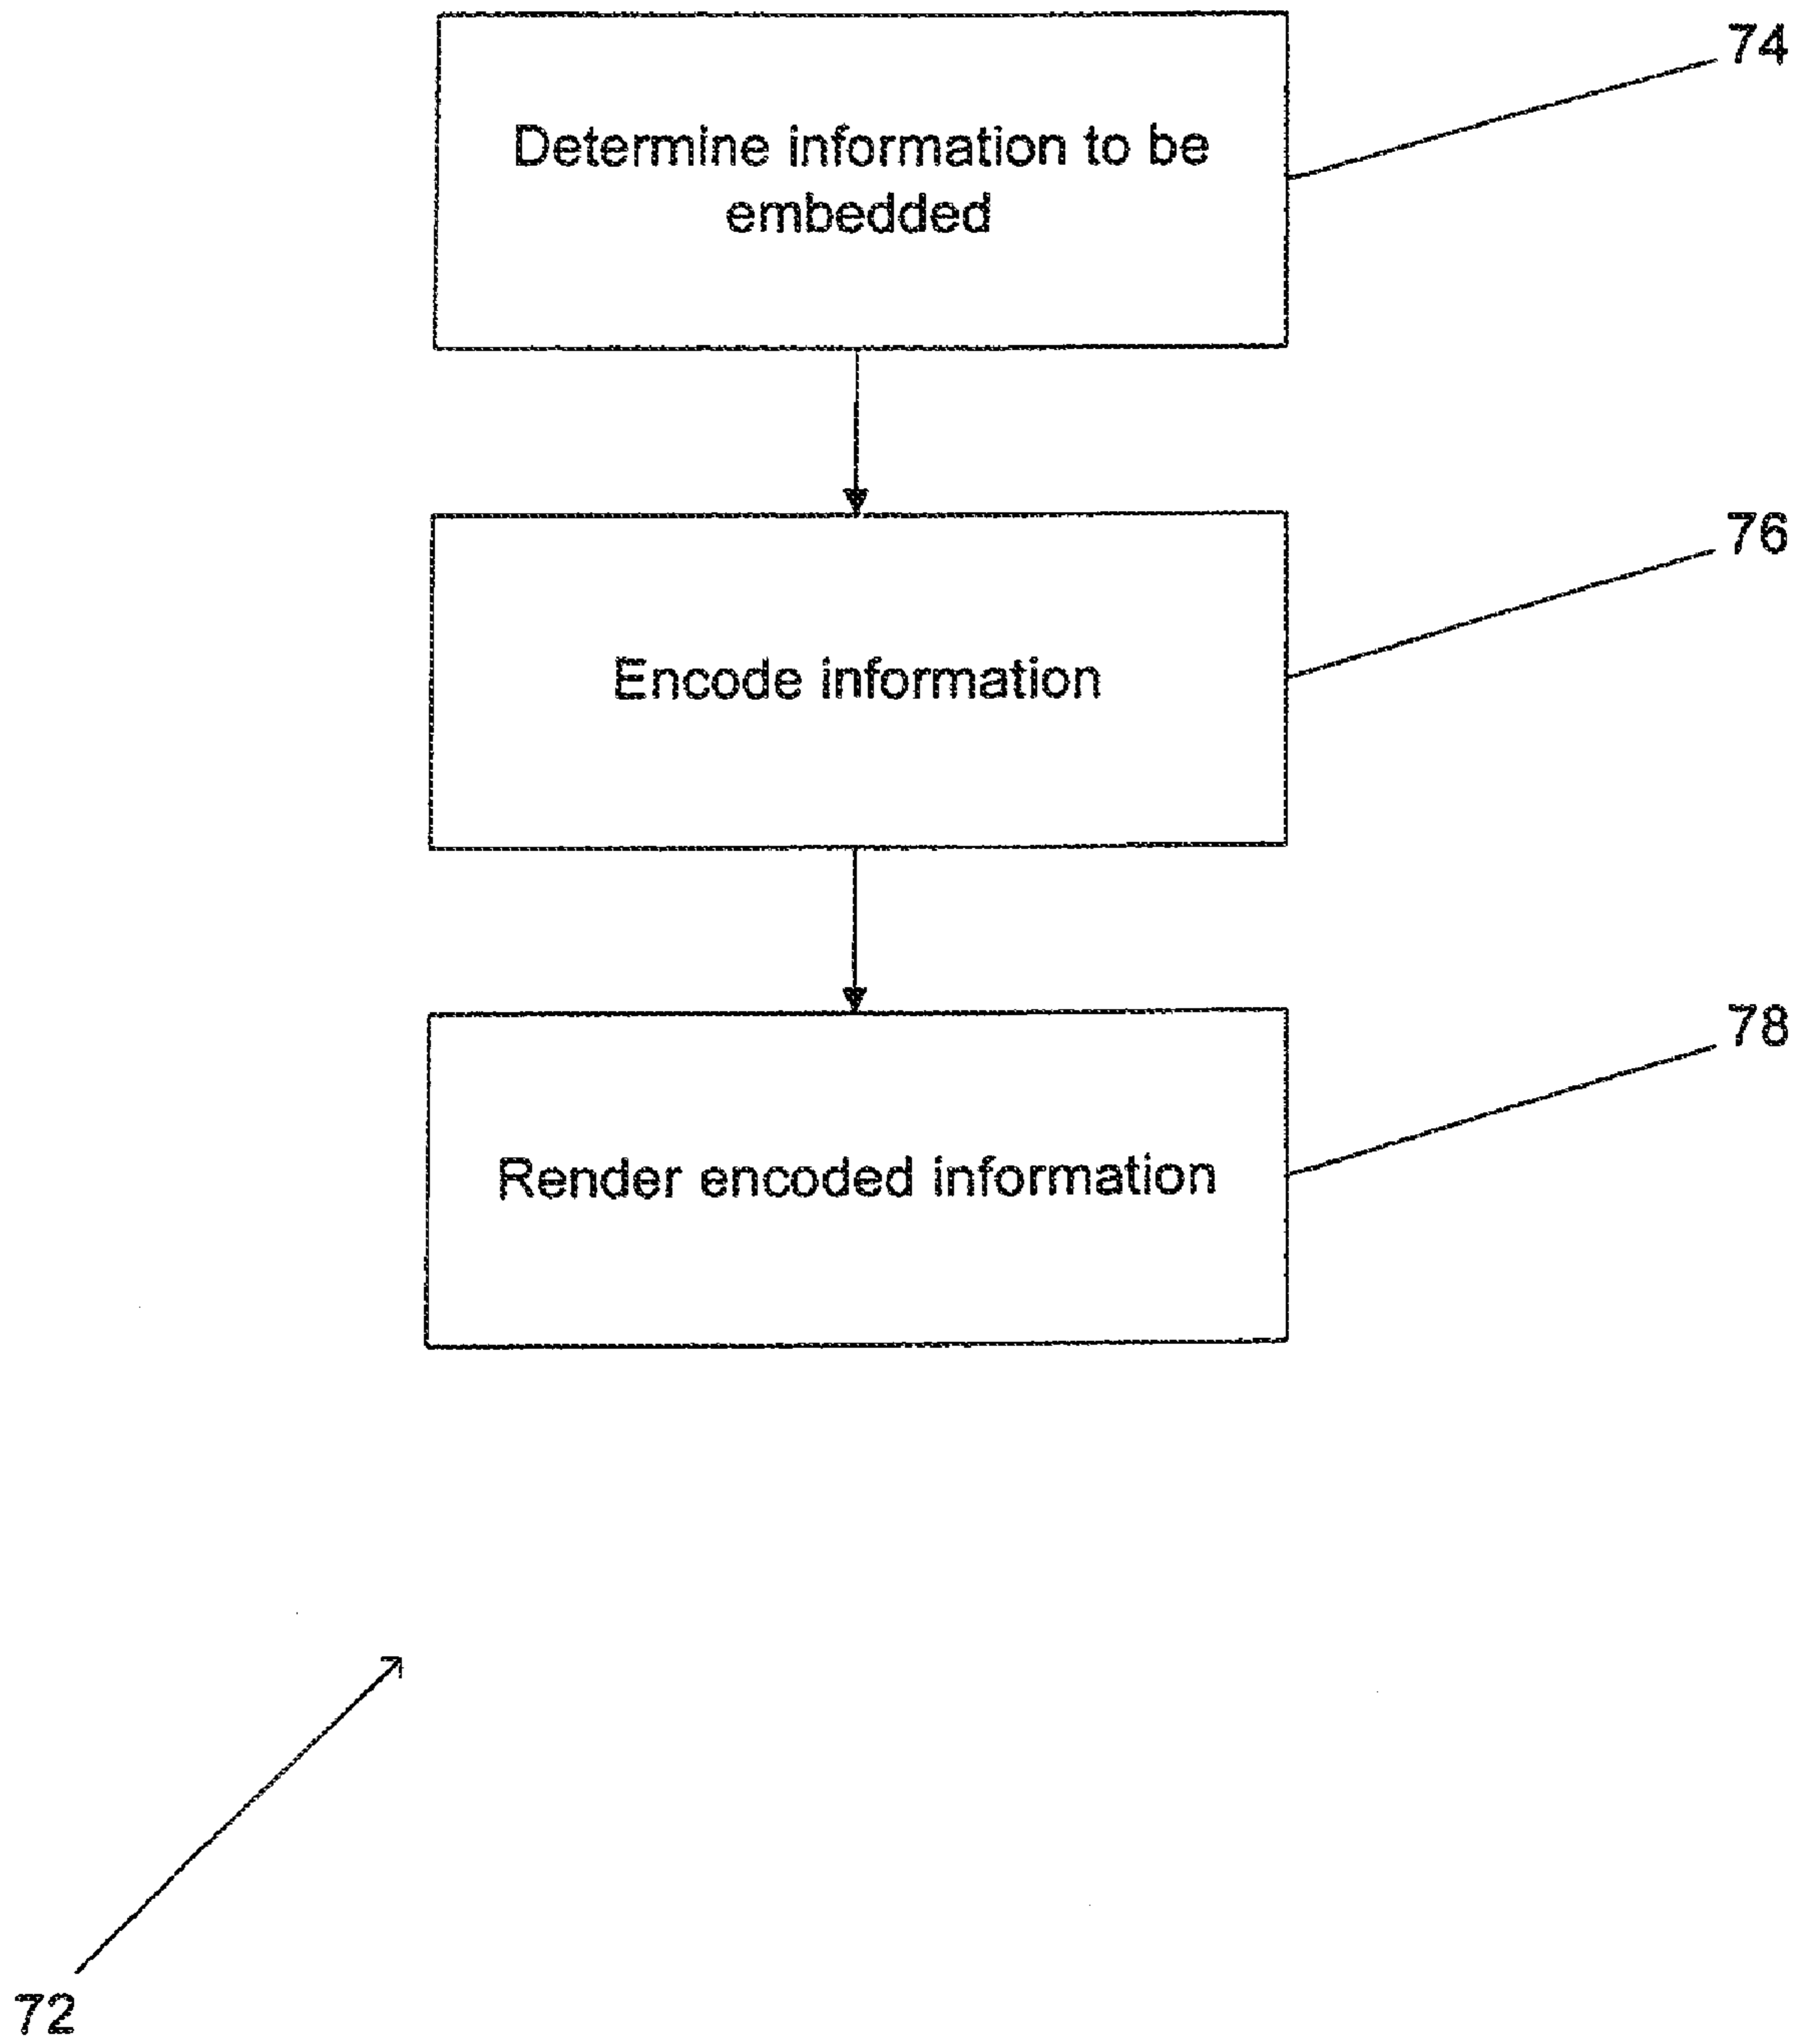 74
Determine information to be
embedded
76
Encode information
78
Render encoded information
72